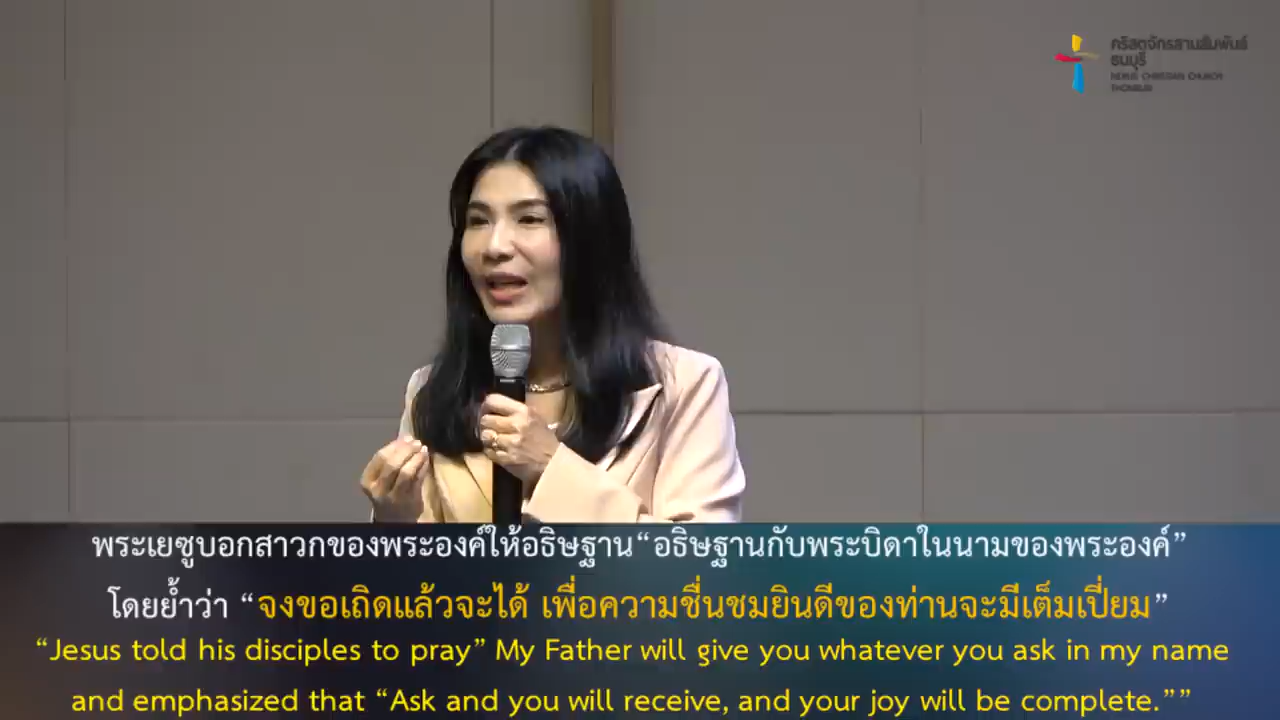 คริสตจักรสานสัมพันธ์
ธนบุรี
NEXUS CHRISTIAN CHURCH
THONBURI
พระเยซูบอกสาวกของพระองค์ให้อธิษฐาน“อธิษฐานกับพระบิดาในนามของพระองค์”
โดยย้ำว่า “จงขอเถิดแล้วจะได้ เพื่อความชื่นชมยินดีของท่านจะมีเต็มเปี่ยม”
“Jesus told his disciples to pray” My Father will give you whatever you ask in my name
and emphasized that “Ask and you will receive, and your joy will be complete.””